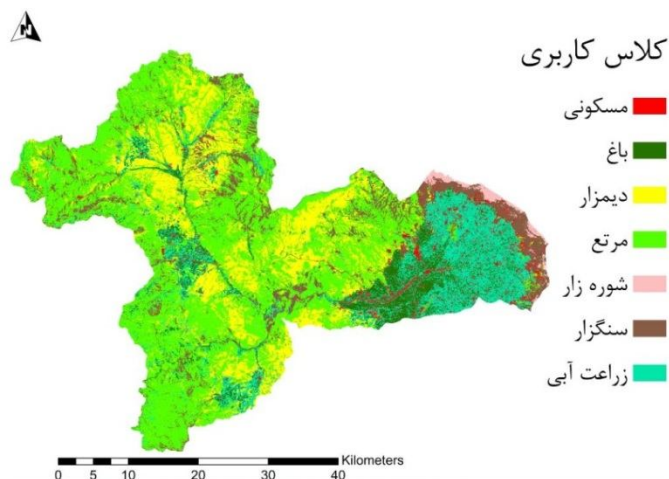 N
کلاس کاربری
مسکونی
باغ
دیمزار
مرتع
شوره زار
سنگزار
زراعت آبی
Kilometers
0 5 10 20 30 40